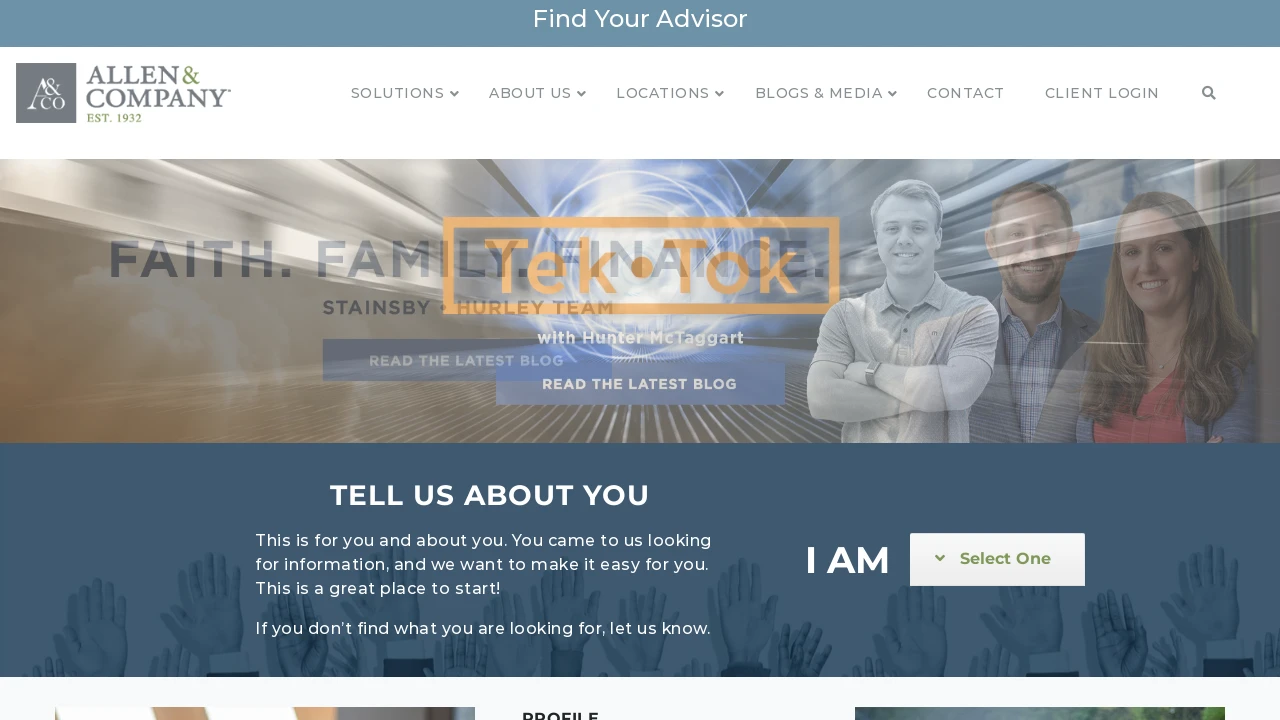 Find Your Advisor
A& CO
ALLEN& COMPANY
EST. 1932
SOLUTIONS
ABOUT US
LOCATIONS
BLOGS & MEDIA
CONTACT
CLIENT LOGIN
FAITH. FAMILY. FINANCE.
STAINSBY • HURLEY TEAM
READ THE LATEST BLOG
Tek•Tok
with Hunter McTaggart
READ THE LATEST BLOG
TELL US ABOUT YOU
This is for you and about you. You came to us looking
for information, and we want to make it easy for you.
This is a great place to start!
If you don’t find what you are looking for, let us know.
I AM
Select One
PROFILE